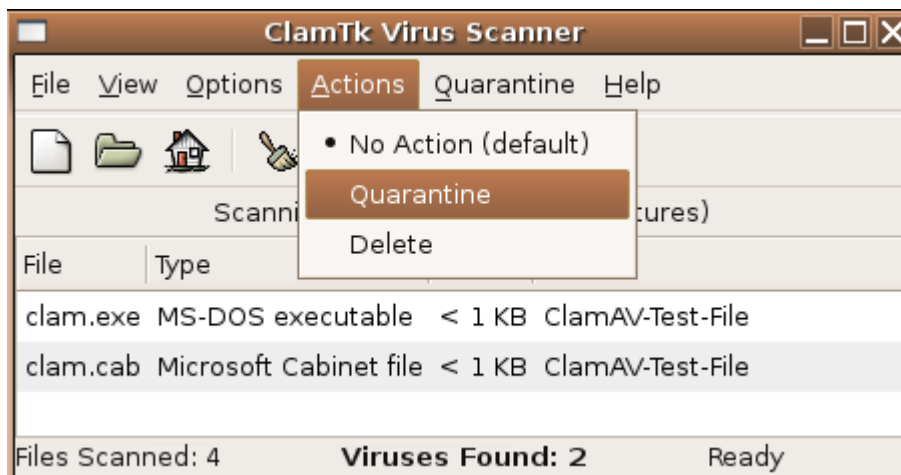 ClamTk Virus Scanner
File View Options Actions Quarantine Help
No Action (default)
Quarantine
Delete
File Type
clam.exe MS-DOS executable < 1 KB ClamAV-Test-File
clam.cab Microsoft Cabinet file < 1 KB ClamAV-Test-File
Files Scanned: 4 Viruses Found: 2 Ready